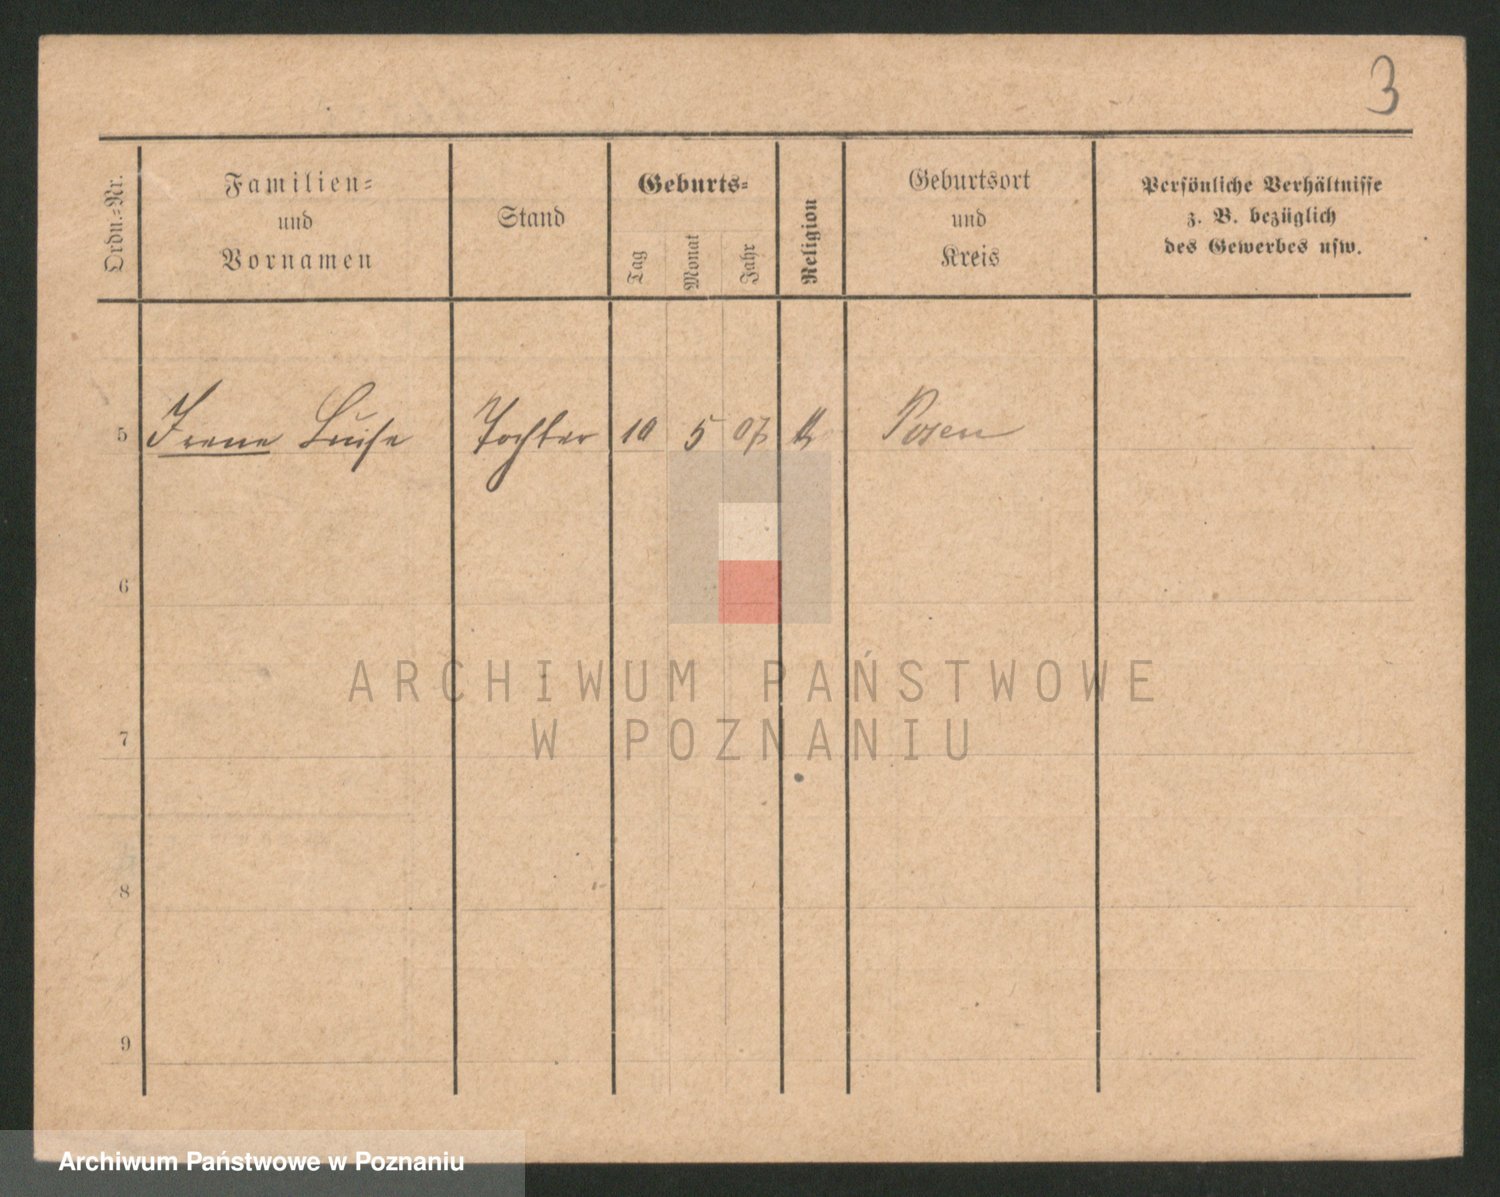 3
Ordn.-Nr.
Familien-
und
Vornamen
Stand
Geburts-
Tag
Monat
Jahr
Religion
Geburtsort
und
Kreis
Persönliche Verhältnisse
z. B. bezüglich
des Gewerbes usw.
5 Irene Luise Tochter 10 5 07 Posen
6
ARCHIWUM PAŃSTWOWE
W POZNANIU
7
8
9
Archiwum Państwowe w Poznaniu